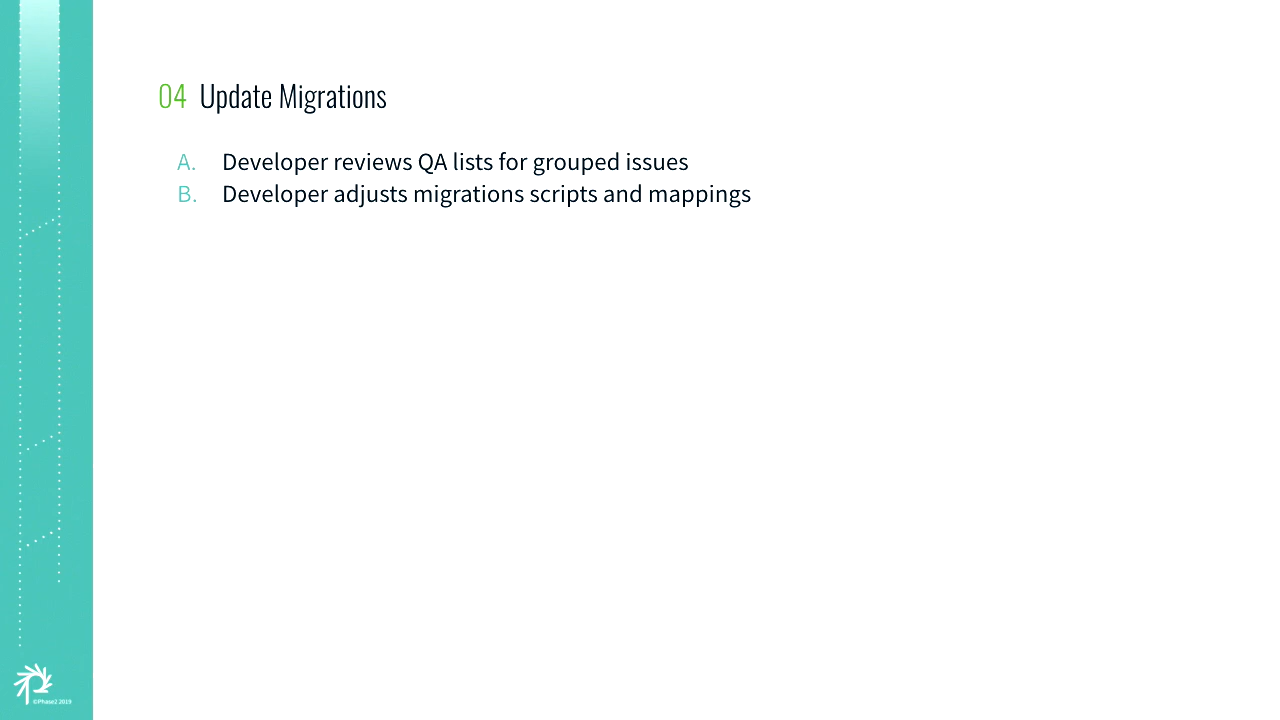 04 Update Migrations
A. Developer reviews QA lists for grouped issues
B. Developer adjusts migrations scripts and mappings
©Phase2 2019